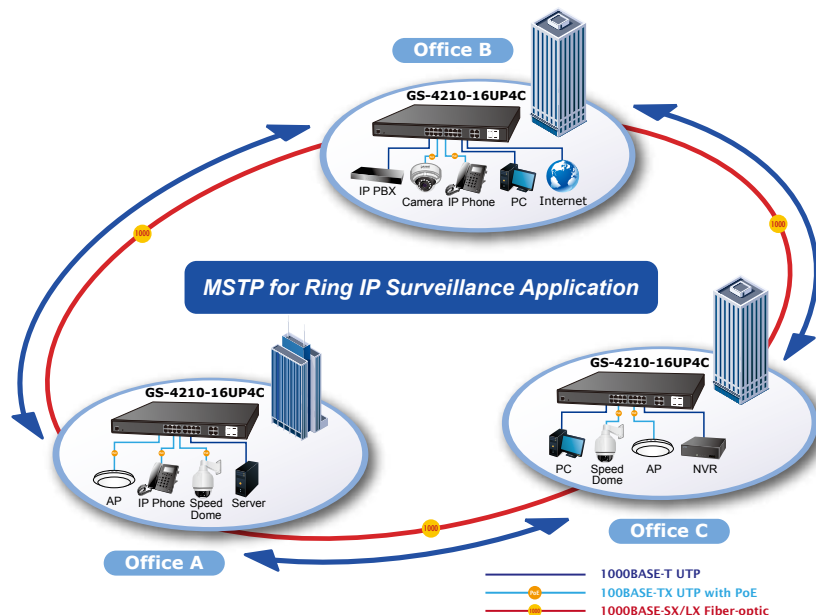 Office B
GS-4210-16UP4C
IP PBX
Camera
IP Phone
PC
Internet
1000
1000
MSTP for Ring IP Surveillance Application
GS-4210-16UP4C
AP
IP Phone
Speed
Dome
Server
Office A
GS-4210-16UP4C
PC
Speed
Dome
AP
NVR
Office C
1000
1000BASE-T UTP
PoE
100BASE-TX UTP with PoE
1000
1000BASE-SX/LX Fiber-optic